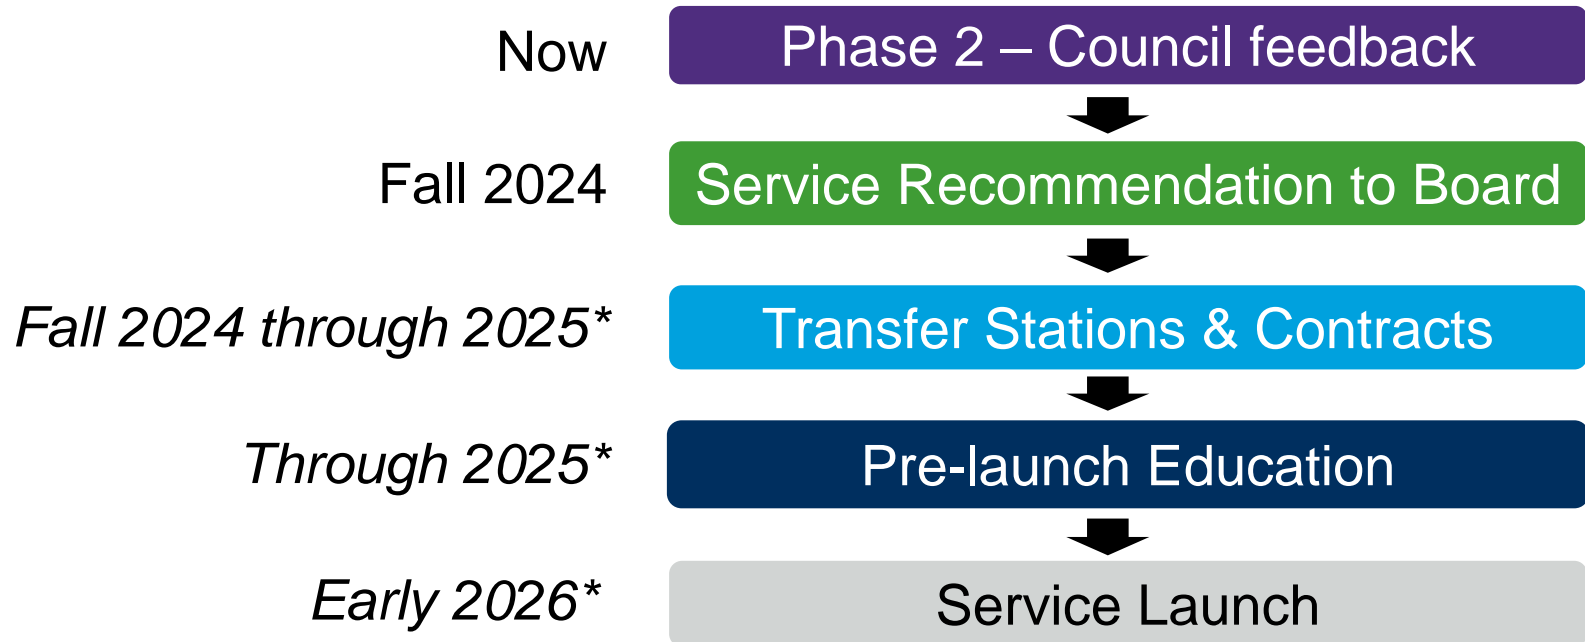 Now
Phase 2 – Council feedback
Fall 2024
Service Recommendation to Board
Fall 2024 through 2025*
Transfer Stations & Contracts
Through 2025*
Pre-launch Education
Early 2026*
Service Launch